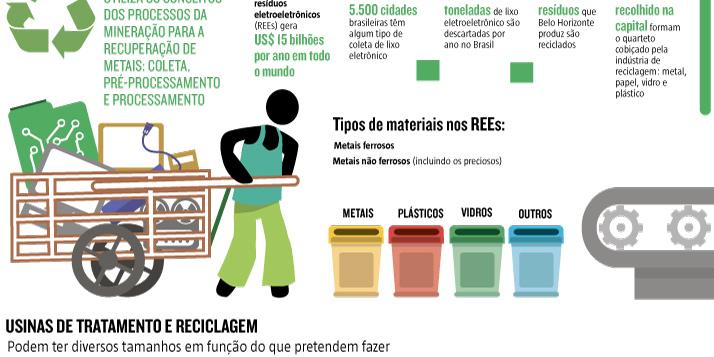 UTILIZA OS CONCEITOS
DOS PROCESSOS DA
MINERAÇÃO PARA A
RECUPERAÇÃO DE
METAIS: COLETA,
PRÉ-PROCESSAMENTO
E PROCESSAMENTO
resíduos
eletroeletrônicos
(REEs) gera
US$ 15 bilhões
por ano em todo
o mundo
5.500 cidades
brasileiras têm
algum tipo de
coleta de lixo
eletrônico
toneladas de lixo
eletroeletrônico são
descartadas por
ano no Brasil
resíduos que
Belo Horizonte
produz são
reciclados
recolhido na
capital formam
o quarteto
cobiçado pela
indústria de
reciclagem: metal,
papel, vidro e
plástico
Tipos de materiais nos REEs:
Metais ferrosos
Metais não ferrosos (incluindo os preciosos)
METAIS PLÁSTICOS VIDROS OUTROS
USINAS DE TRATAMENTO E RECICLAGEM
Podem ter diversos tamanhos em função do que pretendem fazer